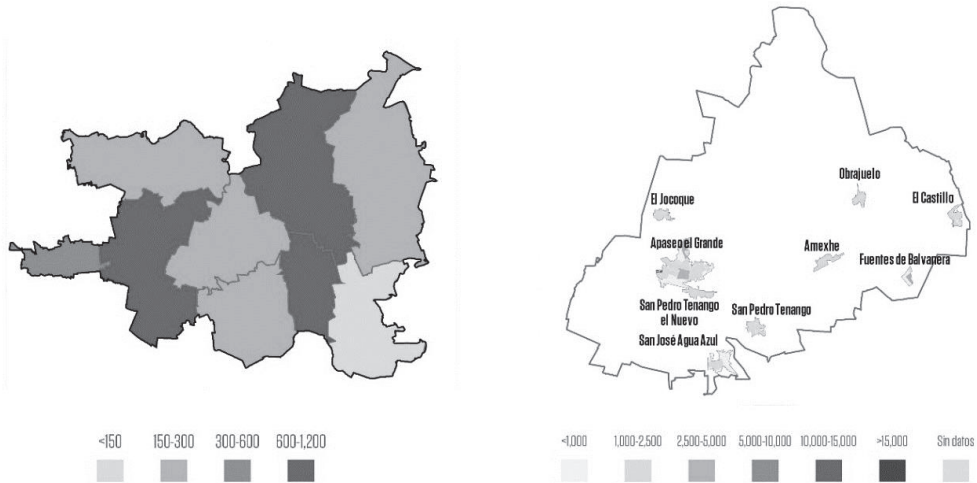 Obrajuelo
El Jocoque
El Castillo
Apaseo el Grande
Amexhe
Fuentes de Balvanera
San Pedro Tenango
el Nuevo
San Pedro Tenango
San José Agua Azul
<150 150-300 300-600 600-1,200
<1,000 1,000-2,500 2,500-5,000 5,000-10,000 10,000-15,000 >15,000 Sin datos